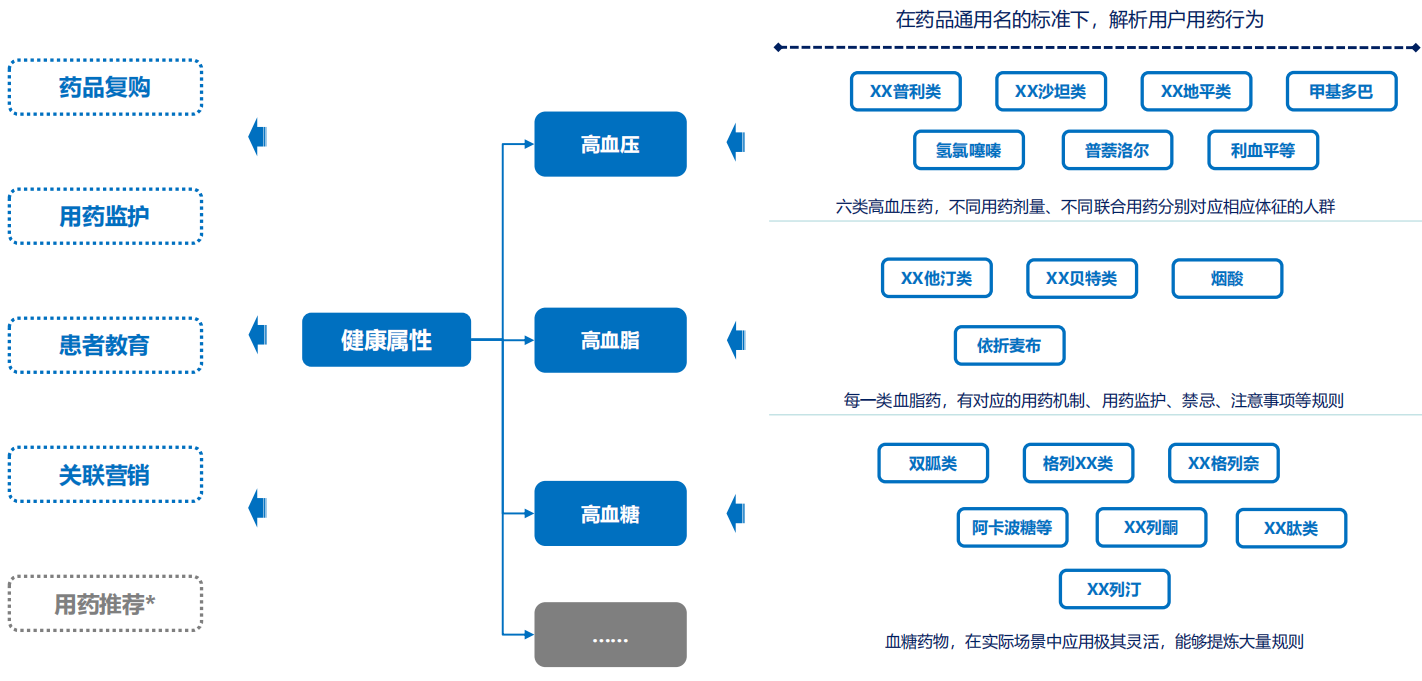 在药品通用名的标准下，解析用户用药行为
药品复购
用药监护
患者教育
关联营销
用药推荐*
健康属性
高血压
高血脂
高血糖
……
XX普利类
XX沙坦类
XX地平类
甲基多巴
氢氯噻嗪
普萘洛尔
利血平等
六类高血压药，不同用药剂量、不同联合用药分别对应相应体征的人群
XX他汀类
XX贝特类
烟酸
依折麦布
每一类血脂药，有对应的用药机制、用药监护、禁忌、注意事项等规则
双胍类
格列XX类
XX格列奈
阿卡波糖等
XX列酮
XX肽类
XX列汀
血糖药物，在实际场景中应用极其灵活，能够提炼大量规则